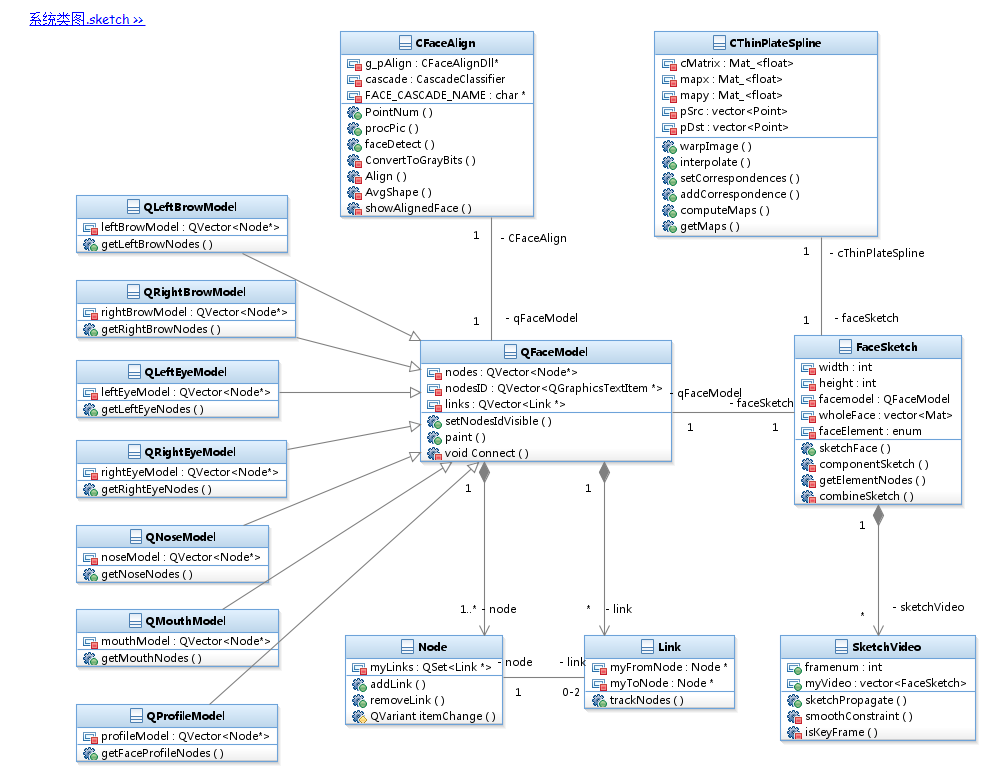 系统类图.sketch >>
CFaceAlign
g_pAlign : CFaceAlignDll*
cascade : CascadeClassifier
FACE_CASCADE_NAME : char *
PointNum ( )
procPic ( )
faceDetect ( )
ConvertToGrayBits ( )
Align ( )
AvgShape ( )
showAlignedFace ( )
CThinPlateSpline
cMatrix : Mat_<float>
mapx : Mat_<float>
mapy : Mat_<float>
pSrc : vector<Point>
pDst : vector<Point>
warpImage ( )
interpolate ( )
setCorrespondences ( )
addCorrespondence ( )
computeMaps ( )
getMaps ( )
QLeftBrowModel
leftBrowModel : QVector<Node*>
getLeftBrowNodes ( )
1
- CFaceAlign
1
- cThinPlateSpline
QRightBrowModel
rightBrowModel : QVector<Node*>
getRightBrowNodes ( )
1
- qFaceModel
1
- faceSketch
QLeftEyeModel
leftEyeModel : QVector<Node*>
getLeftEyeNodes ( )
QFaceModel
nodes : QVector<Node*>
nodesID : QVector<QGraphicsTextItem *>
links : QVector<Link *>
setNodesIdVisible ( )
paint ( )
void Connect ( )
- qFaceModel
- faceSketch
1
1
FaceSketch
width : int
height : int
facemodel : QFaceModel
wholeFace : vector<Mat>
faceElement : enum
sketchFace ( )
componentSketch ( )
getElementNodes ( )
combineSketch ( )
QRightEyeModel
rightEyeModel : QVector<Node*>
getRightEyeNodes ( )
1
1
1
QNoseModel
noseModel : QVector<Node*>
getNoseNodes ( )
QMouthModel
mouthModel : QVector<Node*>
getMouthNodes ( )
1..*
- node
*
- link
*
- sketchVideo
Node
myLinks : QSet<Link *>
addLink ( )
removeLink ( )
QVariant itemChange ( )
- node
- link
1
0-2
Link
myFromNode : Node *
myToNode : Node *
trackNodes ( )
SketchVideo
framenum : int
myVideo : vector<FaceSketch>
sketchPropagate ( )
smoothConstraint ( )
isKeyFrame ( )
QProfileModel
profileModel : QVector<Node*>
getFaceProfileNodes ( )